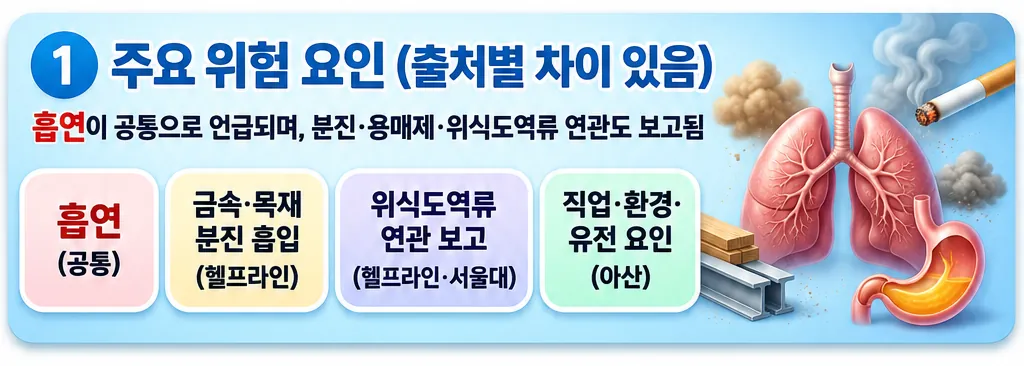 1 주요 위험 요인 (출처별 차이 있음)
흡연이 공통으로 언급되며, 분진·용매제·위식도역류 연관도 보고됨
흡연
(공통)
금속·목재
분진 흡입
(헬프라인)
위식도역류
연관 보고
(헬프라인·서울대)
직업·환경·
유전 요인
(아산)